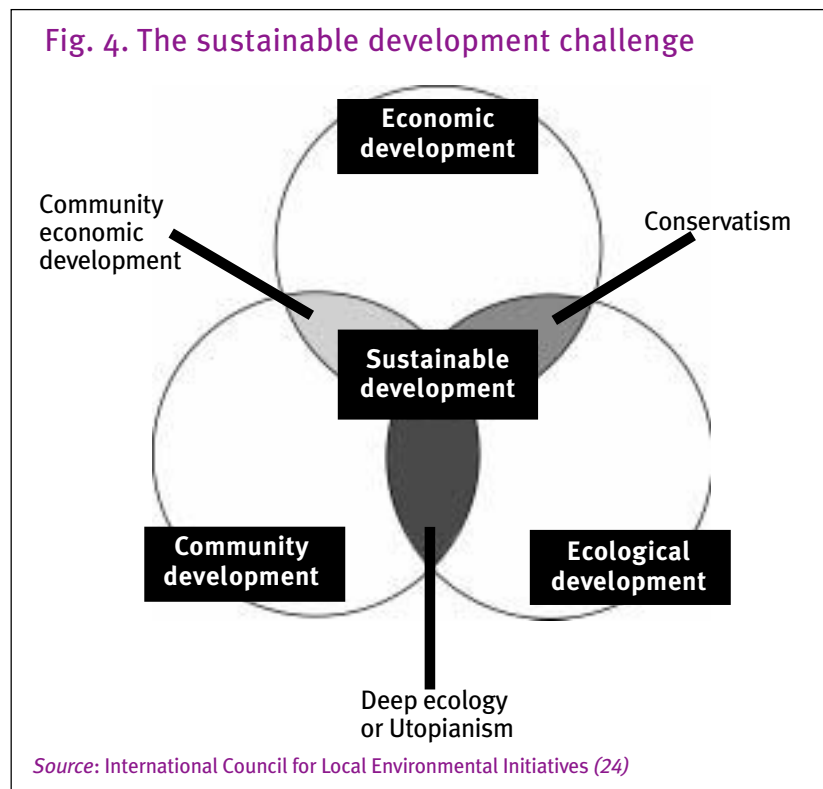 Fig. 4. The sustainable development challenge
Economic
development
Community
economic
development
Conservatism
Sustainable
development
Community
development
Ecological
development
Deep ecology
or Utopianism
Source: International Council for Local Environmental Initiatives (24)